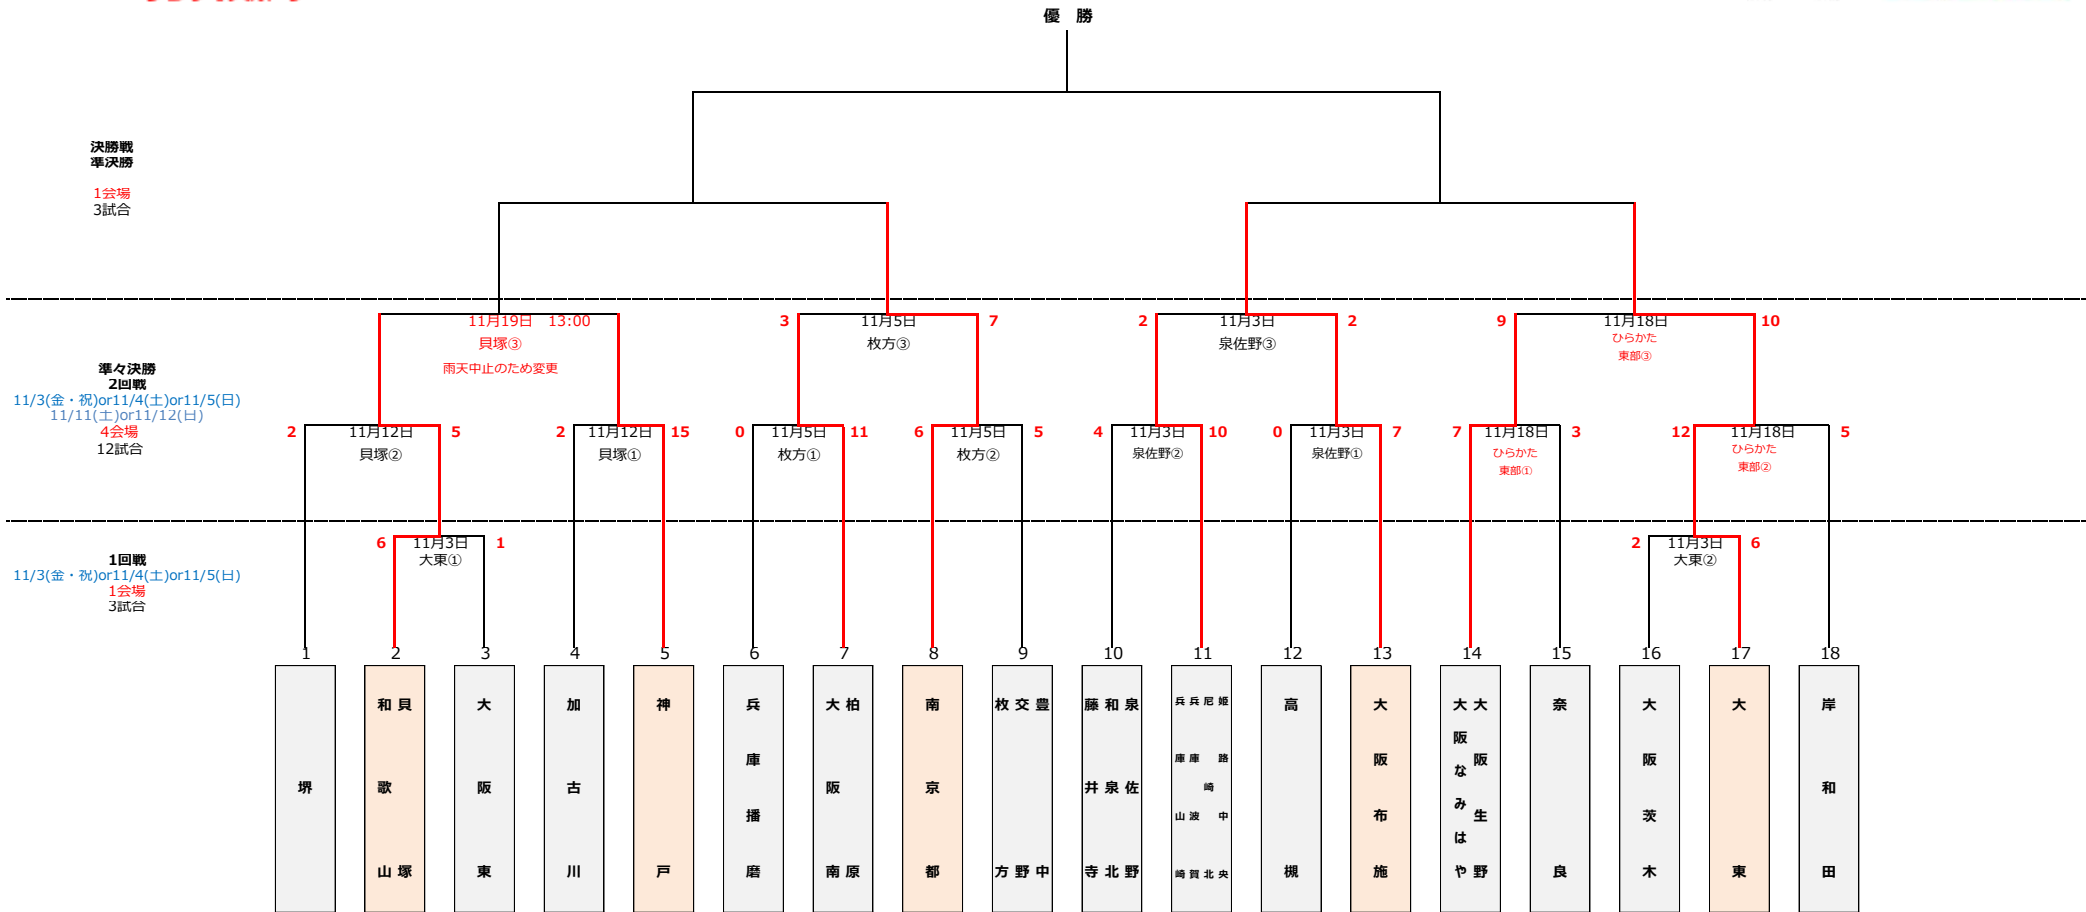 優　勝
決勝戦
準決勝
1会場
3試合
3 11月5日 7
枚方③
11月19日　13:00
貝塚③
雨天中止のため変更
2 11月3日 2
泉佐野③
9 11月18日 10
ひらかた
東部③
準々決勝
2回戦
11/3(金・祝)or11/4(土)or11/5(日)
11/11(土)or11/12(日)
4会場
12試合
2 11月12日 5
貝塚②
2 11月12日 15
貝塚①
0 11月5日 11
枚方①
6 11月5日 5
枚方②
4 11月3日 10
泉佐野②
0 11月3日 7
泉佐野①
7 11月18日 3
ひらかた
東部①
12 11月18日 5
ひらかた
東部②
1回戦
11/3(金・祝)or11/4(土)or11/5(日)
1会場
3試合
6 11月3日 1
大東①
2 11月3日 6
大東②
1 2 3 4 5 6 7 8 9 10 11 12 13 14 15 16 17 18
堺
貝塚
和歌山
大阪東
加古川
神戸
兵庫播磨
柏原
大阪南
南京都
豊中
交野
枚方
泉佐野
和泉北
藤井寺
姫路中央
尼崎北
兵庫波賀
兵庫山崎
高槻
大阪布施
大阪生野
大阪なみはや
奈良
大阪茨木
大東
岸和田